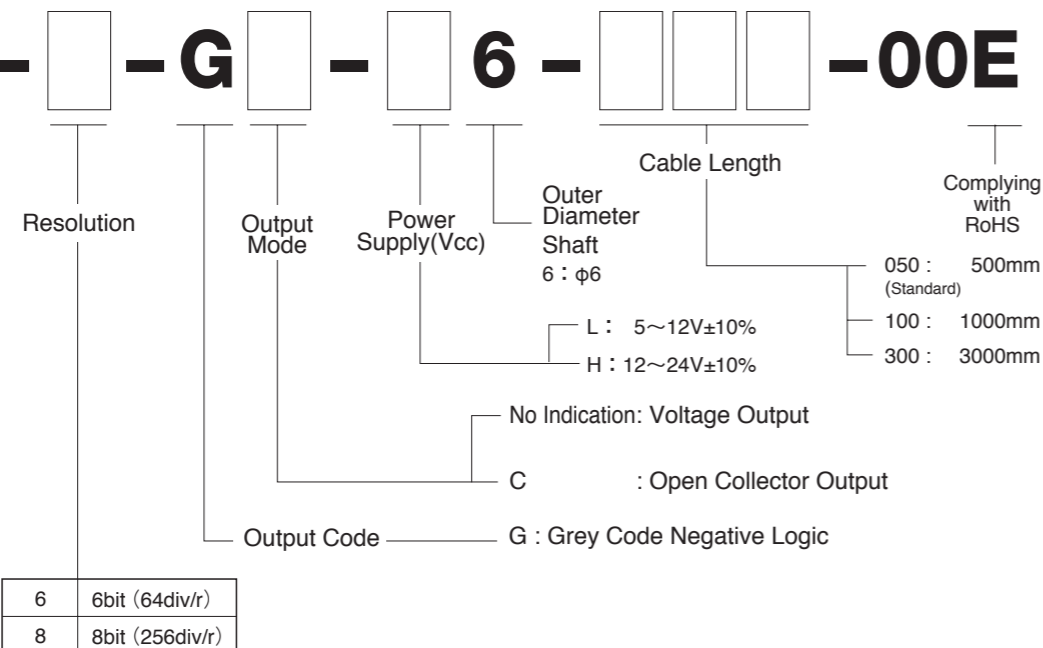 – – G – 6 – –00E
Cable Length
Complying
with
RoHS
Resolution
Output
Mode
Power
Supply(Vcc)
Outer
Diameter
Shaft
6 : φ6
050 : 500mm
(Standard)
100 : 1000mm
300 : 3000mm
L : 5～12V±10%
H : 12～24V±10%
No Indication: Voltage Output
C : Open Collector Output
Output Code
G : Grey Code Negative Logic
6 6bit (64div/r)
8 8bit (256div/r)